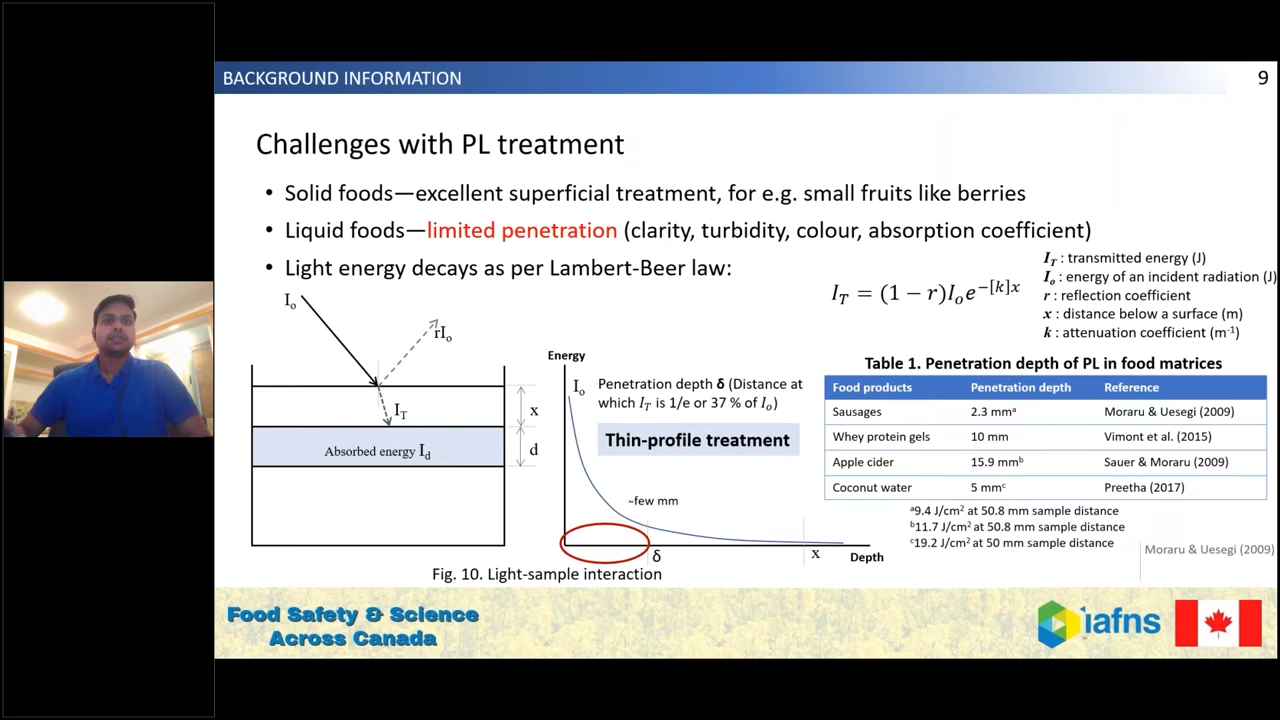 BACKGROUND INFORMATION
9
Challenges with PL treatment
• Solid foods—excellent superficial treatment, for e.g. small fruits like berries
• Liquid foods—limited penetration (clarity, turbidity, colour, absorption coefficient)
• Light energy decays as per Lambert-Beer law:
I_T = (1 − r)I_o e^{−[k]x}
I_T : transmitted energy (J)
I_o : energy of an incident radiation (J)
r : reflection coefficient
x : distance below a surface (m)
k : attenuation coefficient (m⁻¹)
I_o
rI_o
I_T
x
Absorbed energy I_d
d
Energy
I_o
Penetration depth δ (Distance at
which I_T is 1/e or 37 % of I_o)
Thin-profile treatment
~few mm
δ
x
Depth
Fig. 10. Light-sample interaction
Table 1. Penetration depth of PL in food matrices
Food products Penetration depth Reference
Sausages 2.3 mmᵃ Moraru & Uesegi (2009)
Whey protein gels 10 mm Vimont et al. (2015)
Apple cider 15.9 mmᵇ Sauer & Moraru (2009)
Coconut water 5 mmᶜ Preetha (2017)
ᵃ9.4 J/cm² at 50.8 mm sample distance
ᵇ11.7 J/cm² at 50.8 mm sample distance
ᶜ19.2 J/cm² at 50 mm sample distance
Moraru & Uesegi (2009)
Food Safety & Science
Across Canada
iafns